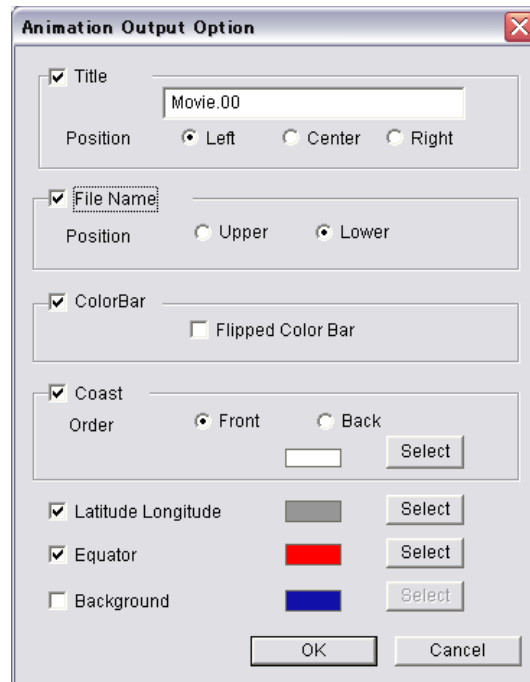 Animation Output Option
Title
Movie.00
Position Left Center Right
File Name
Position Upper Lower
ColorBar
Flipped Color Bar
Coast
Order Front Back
Select
Latitude Longitude Select
Equator Select
Background Select
OK Cancel